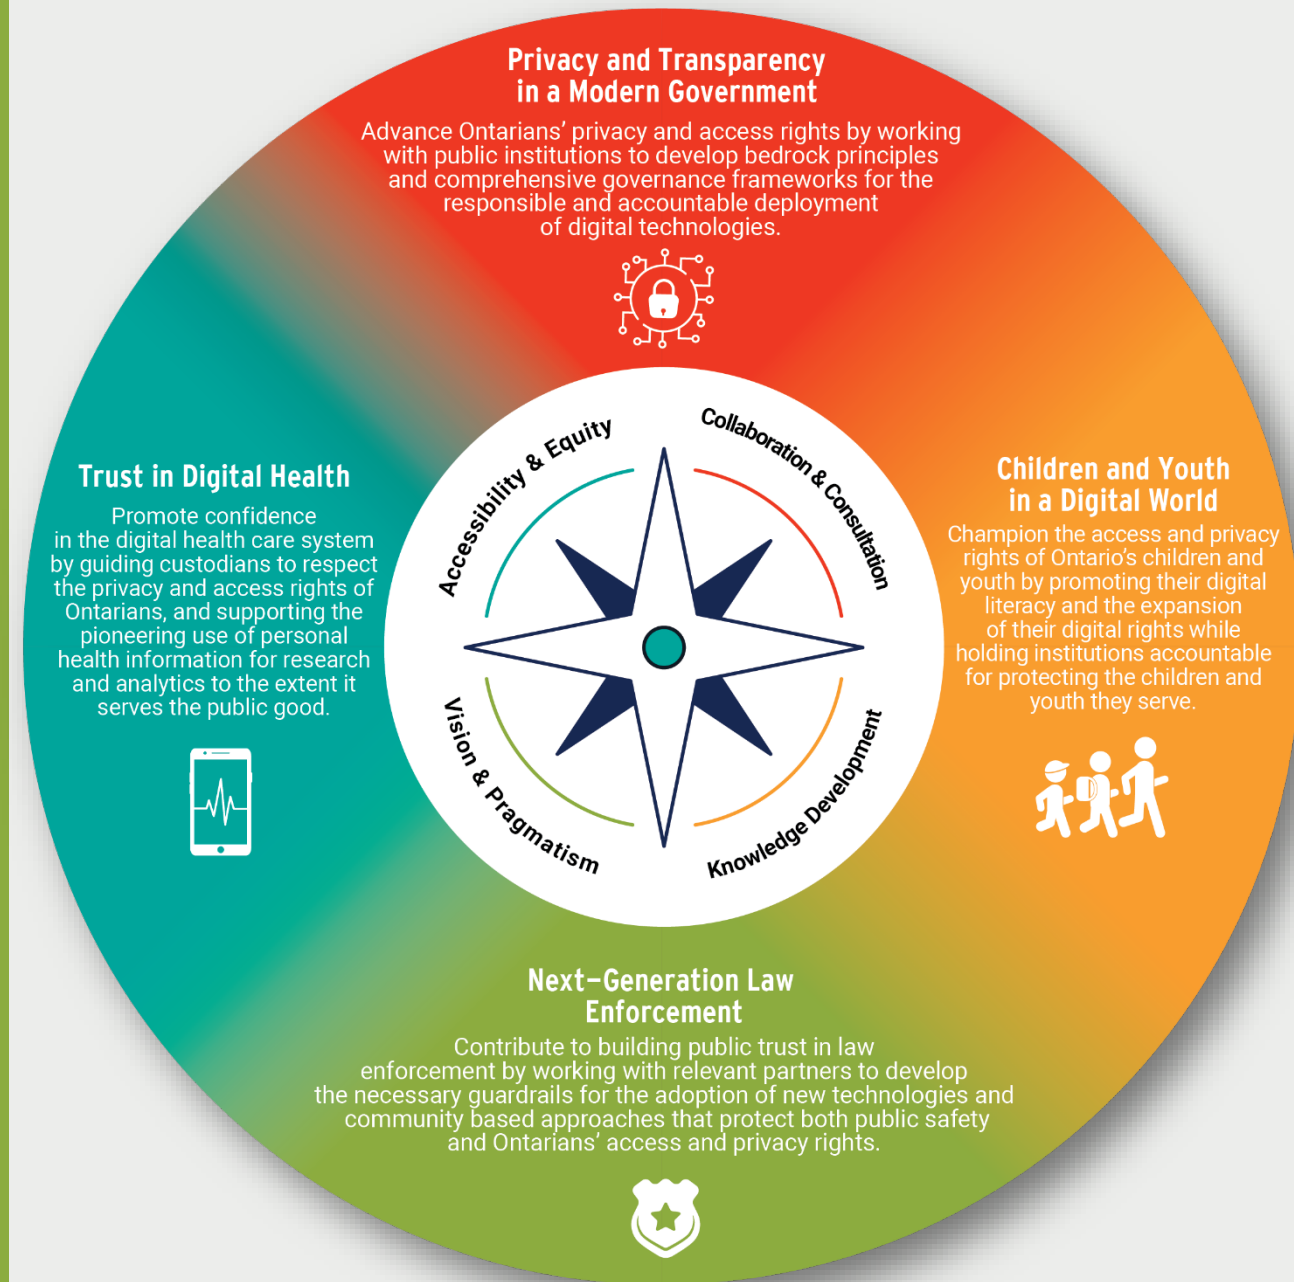 Privacy and Transparency
in a Modern Government
Advance Ontarians’ privacy and access rights by working
with public institutions to develop bedrock principles
and comprehensive governance frameworks for the
responsible and accountable deployment
of digital technologies.
Accessibility & Equity
Collaboration & Consultation
Trust in Digital Health
Promote confidence
in the digital health care system
by guiding custodians to respect
the privacy and access rights of
Ontarians, and supporting the
pioneering use of personal
health information for research
and analytics to the extent it
serves the public good.
Children and Youth
in a Digital World
Champion the access and privacy
rights of Ontario’s children and
youth by promoting their digital
literacy and the expansion
of their digital rights while
holding institutions accountable
for protecting the children and
youth they serve.
Vision & Pragmatism
Knowledge Development
Next-Generation Law
Enforcement
Contribute to building public trust in law
enforcement by working with relevant partners to develop
the necessary guardrails for the adoption of new technologies and
community based approaches that protect both public safety
and Ontarians’ access and privacy rights.